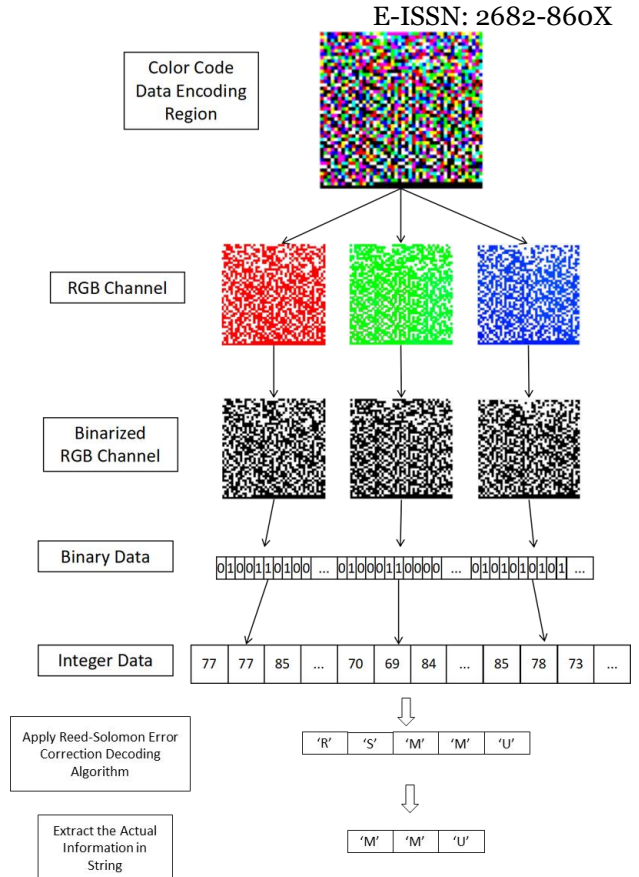 E-ISSN: 2682-860X
Color Code
Data Encoding
Region
RGB Channel
Binarized
RGB Channel
Binary Data
0 1 0 0 1 1 0 1 0 0 ... 0 1 0 0 0 1 1 0 0 0 0 ... 0 1 0 1 0 1 0 1 0 1 ...
Integer Data
77 77 85 ... 70 69 84 ... 85 78 73 ...
Apply Reed-Solomon Error
Correction Decoding
Algorithm
‘R’ ‘S’ ‘M’ ‘M’ ‘U’
Extract the Actual
Information in
String
‘M’ ‘M’ ‘U’